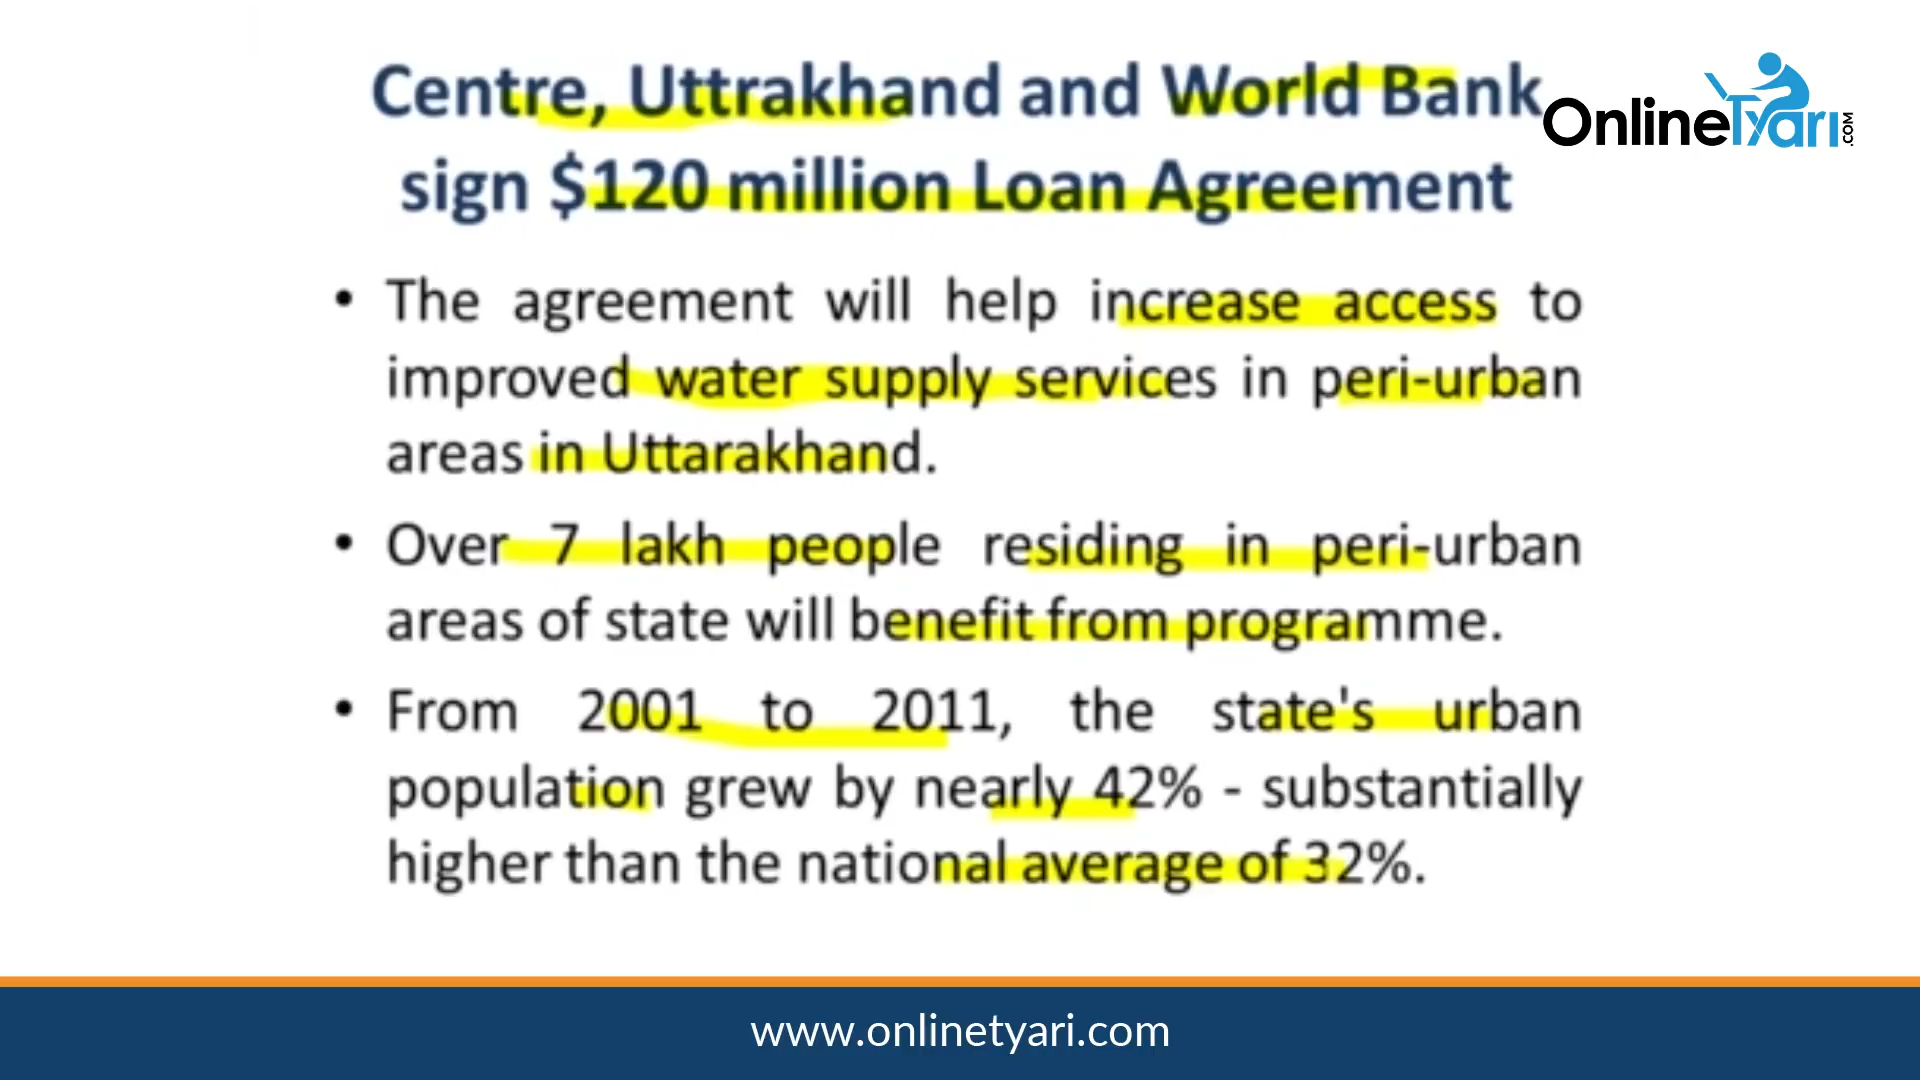 Centre, Uttrakhand and World Bank
sign $120 million Loan Agreement
OnlineTyari.COM
• The agreement will help increase access to
improved water supply services in peri-urban
areas in Uttarakhand.
• Over 7 lakh people residing in peri-urban
areas of state will benefit from programme.
• From 2001 to 2011, the state's urban
population grew by nearly 42% - substantially
higher than the national average of 32%.
www.onlinetyari.com